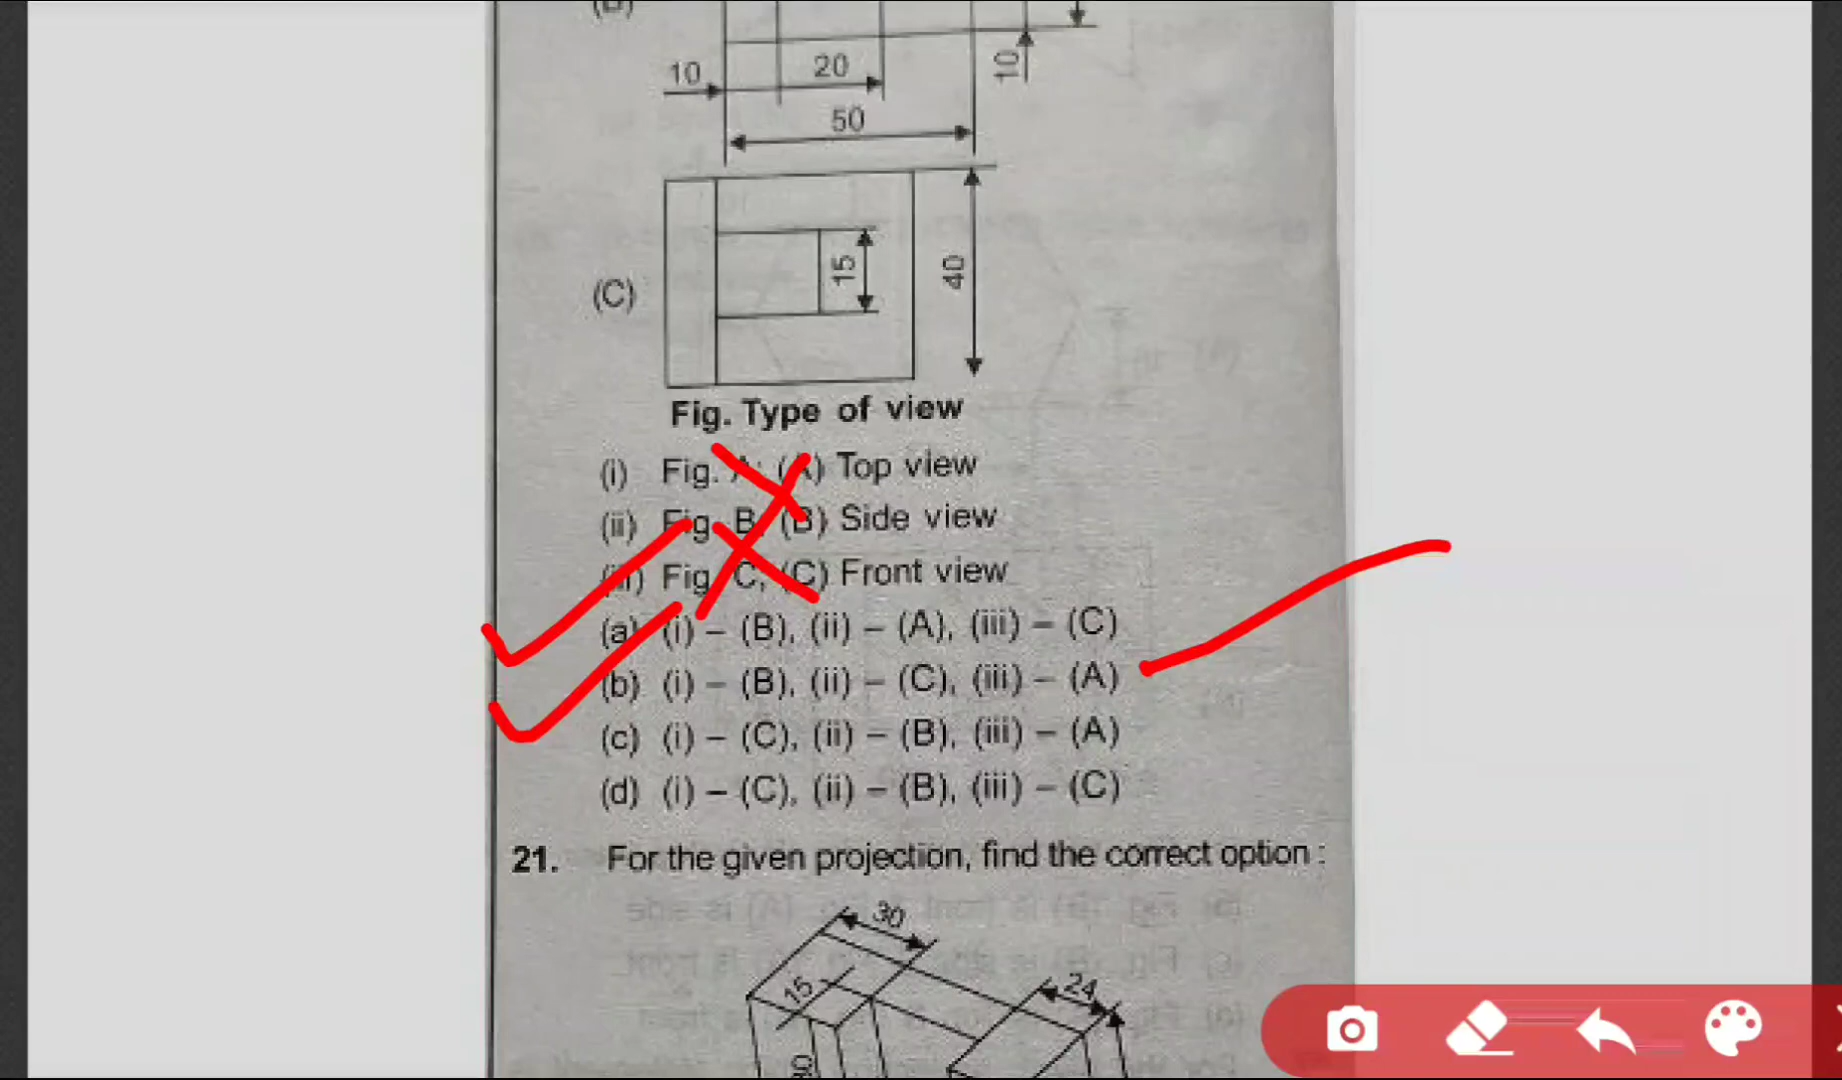 10
20
10
50
(C)
15
40
Fig. Type of view
(i) Fig. A; (A) Top view
(ii) Fig. B, (B) Side view
(iii) Fig. C, (C) Front view
(a) (i) – (B), (ii) – (A), (iii) – (C)
(b) (i) – (B), (ii) – (C), (iii) – (A)
(c) (i) – (C), (ii) – (B), (iii) – (A)
(d) (i) – (C), (ii) – (B), (iii) – (C)
21. For the given projection, find the correct option :
30
15
24